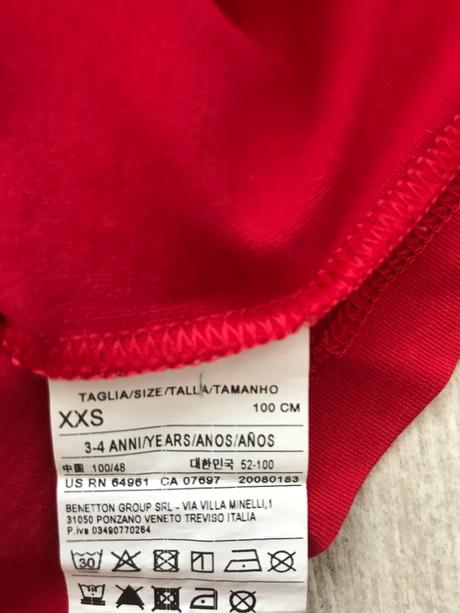 TAGLIA/SIZE/TALLA/TAMANHO
XXS 100 CM
3-4 ANNI/YEARS/ANOS/AÑOS
中国 100/48 대한민국 52-100
US RN 64961 CA 07697 20080183
BENETTON GROUP SRL - VIA VILLA MINELLI,1
31050 PONZANO VENETO TREVISO ITALIA
P.iva 03490770264
30